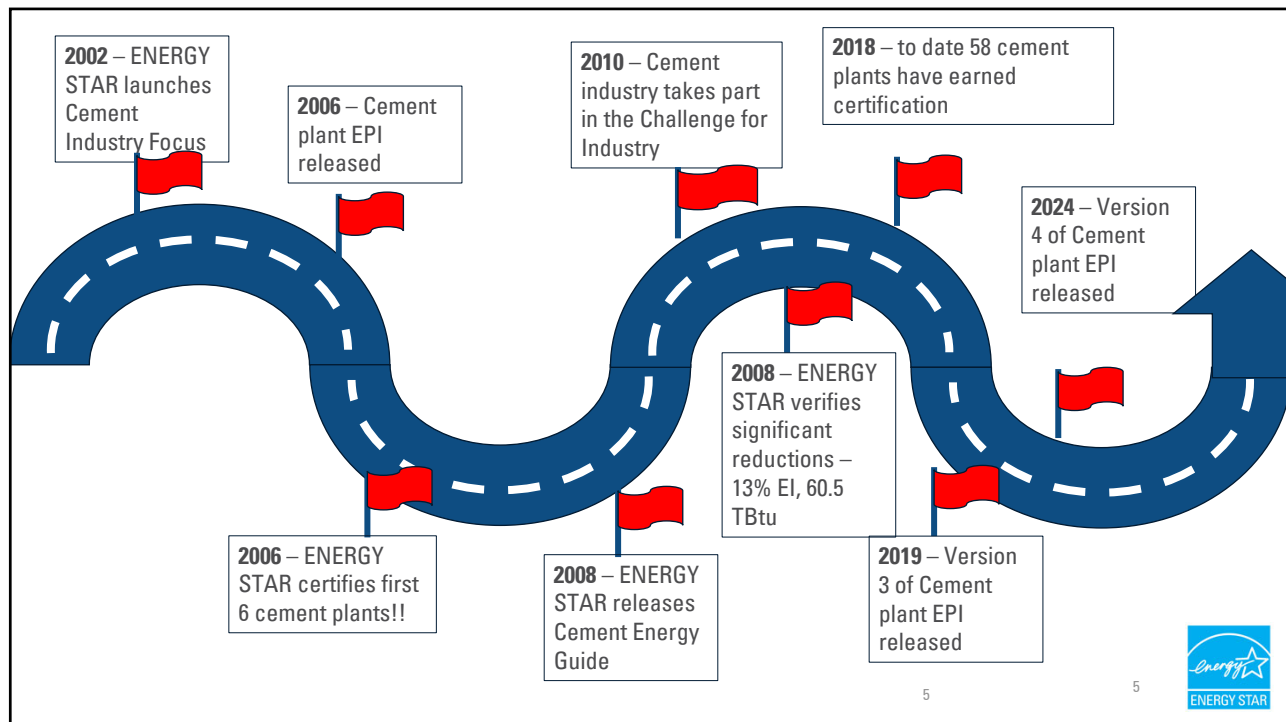 2002 – ENERGY
STAR launches
Cement
Industry Focus
2006 – Cement
plant EPI
released
2006 – ENERGY
STAR certifies first
6 cement plants!!
2008 – ENERGY
STAR releases
Cement Energy
Guide
2010 – Cement
industry takes part
in the Challenge for
Industry
2008 – ENERGY
STAR verifies
significant
reductions –
13% EI, 60.5
TBtu
2018 – to date 58 cement
plants have earned
certification
2019 – Version
3 of Cement
plant EPI
released
2024 – Version
4 of Cement
plant EPI
released
5
5
energy
ENERGY STAR